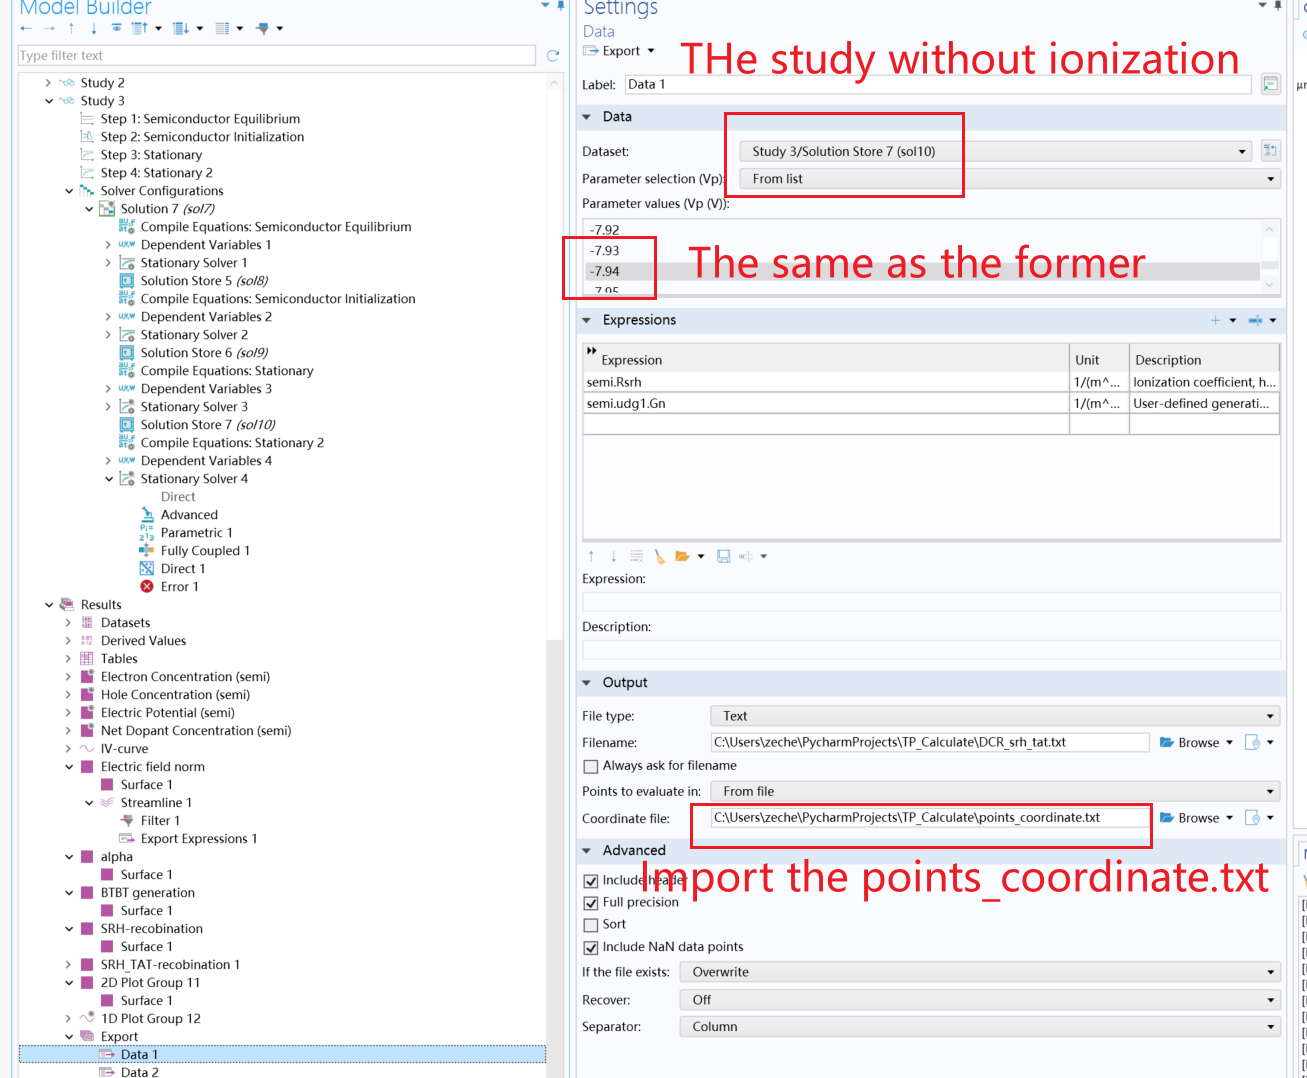 Model Builder
Type filter text
Study 2
Study 3
Step 1: Semiconductor Equilibrium
Step 2: Semiconductor Initialization
Step 3: Stationary
Step 4: Stationary 2
Solver Configurations
Solution 7 (sol7)
Compile Equations: Semiconductor Equilibrium
Dependent Variables 1
Stationary Solver 1
Solution Store 5 (sol8)
Compile Equations: Semiconductor Initialization
Dependent Variables 2
Stationary Solver 2
Solution Store 6 (sol9)
Compile Equations: Stationary
Dependent Variables 3
Stationary Solver 3
Solution Store 7 (sol10)
Compile Equations: Stationary 2
Dependent Variables 4
Stationary Solver 4
Direct
Advanced
Parametric 1
Fully Coupled 1
Direct 1
Error 1
Results
Datasets
Derived Values
Tables
Electron Concentration (semi)
Hole Concentration (semi)
Electric Potential (semi)
Net Dopant Concentration (semi)
IV-curve
Electric field norm
Surface 1
Streamline 1
Filter 1
Export Expressions 1
alpha
Surface 1
BTBT generation
Surface 1
SRH-recobination
Surface 1
SRH_TAT-recobination 1
2D Plot Group 11
Surface 1
1D Plot Group 12
Export
Data 1
Data 2
Settings
Data
Export
THe study without ionization
Label: Data 1
Data
Dataset: Study 3/Solution Store 7 (sol10)
Parameter selection (Vp): From list
Parameter values (Vp (V)):
-7.92
-7.93
-7.94
-7.95
The same as the former
Expressions
Expression Unit Description
semi.Rsrh 1/(m^... Ionization coefficient, h...
semi.udg1.Gn 1/(m^... User-defined generati...
Expression:
Description:
Output
File type: Text
Filename: C:\Users\zeche\PycharmProjects\TP_Calculate\DCR_srh_tat.txt Browse
Always ask for filename
Points to evaluate in: From file
Coordinate file: C:\Users\zeche\PycharmProjects\TP_Calculate\points_coordinate.txt Browse
Advanced
Import the points_coordinate.txt
Include header
Full precision
Sort
Include NaN data points
If the file exists: Overwrite
Recover: Off
Separator: Column